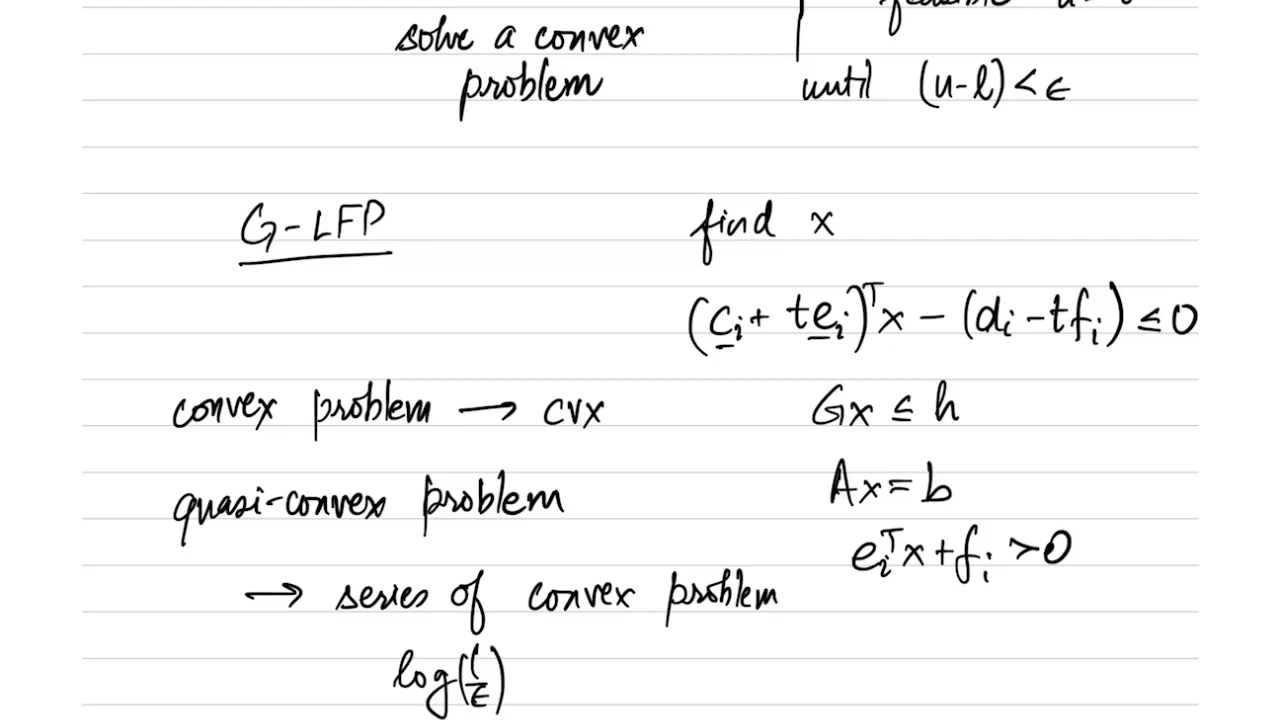 solve a convex
problem
until (u-l) < ϵ
G-LFP
find x
(c_i + te_i)^T x - (d_i - tf_i) ≤ 0
Gx ≤ h
Ax = b
e_i^T x + f_i > 0
convex problem → cvx
quasi-convex problem
→ series of convex problem
log(1/ϵ)